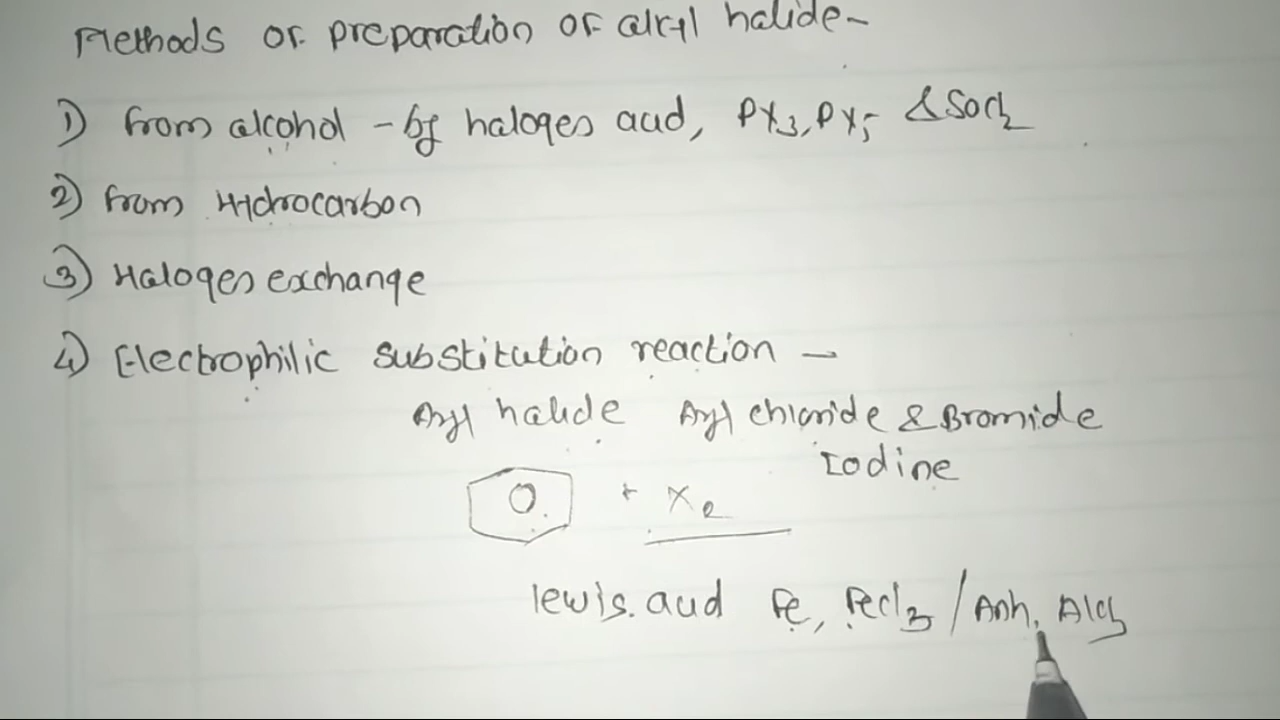 Methods of preparation of alkyl halide-
1) from alcohol - by halogen acid, PX3, PX5 & SOCl2
2) from Hydrocarbon
3) Halogen exchange
4) Electrophilic substitution reaction -
Aryl halide Aryl chloride & Bromide
Iodine
+ X2
lewis. acid Fe, FeCl3 / Anh. AlCl3